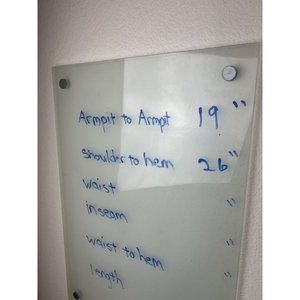 Armpit to Armpit 19"
shoulder to hem 26"
waist
inseam "
waist to hem "
length "